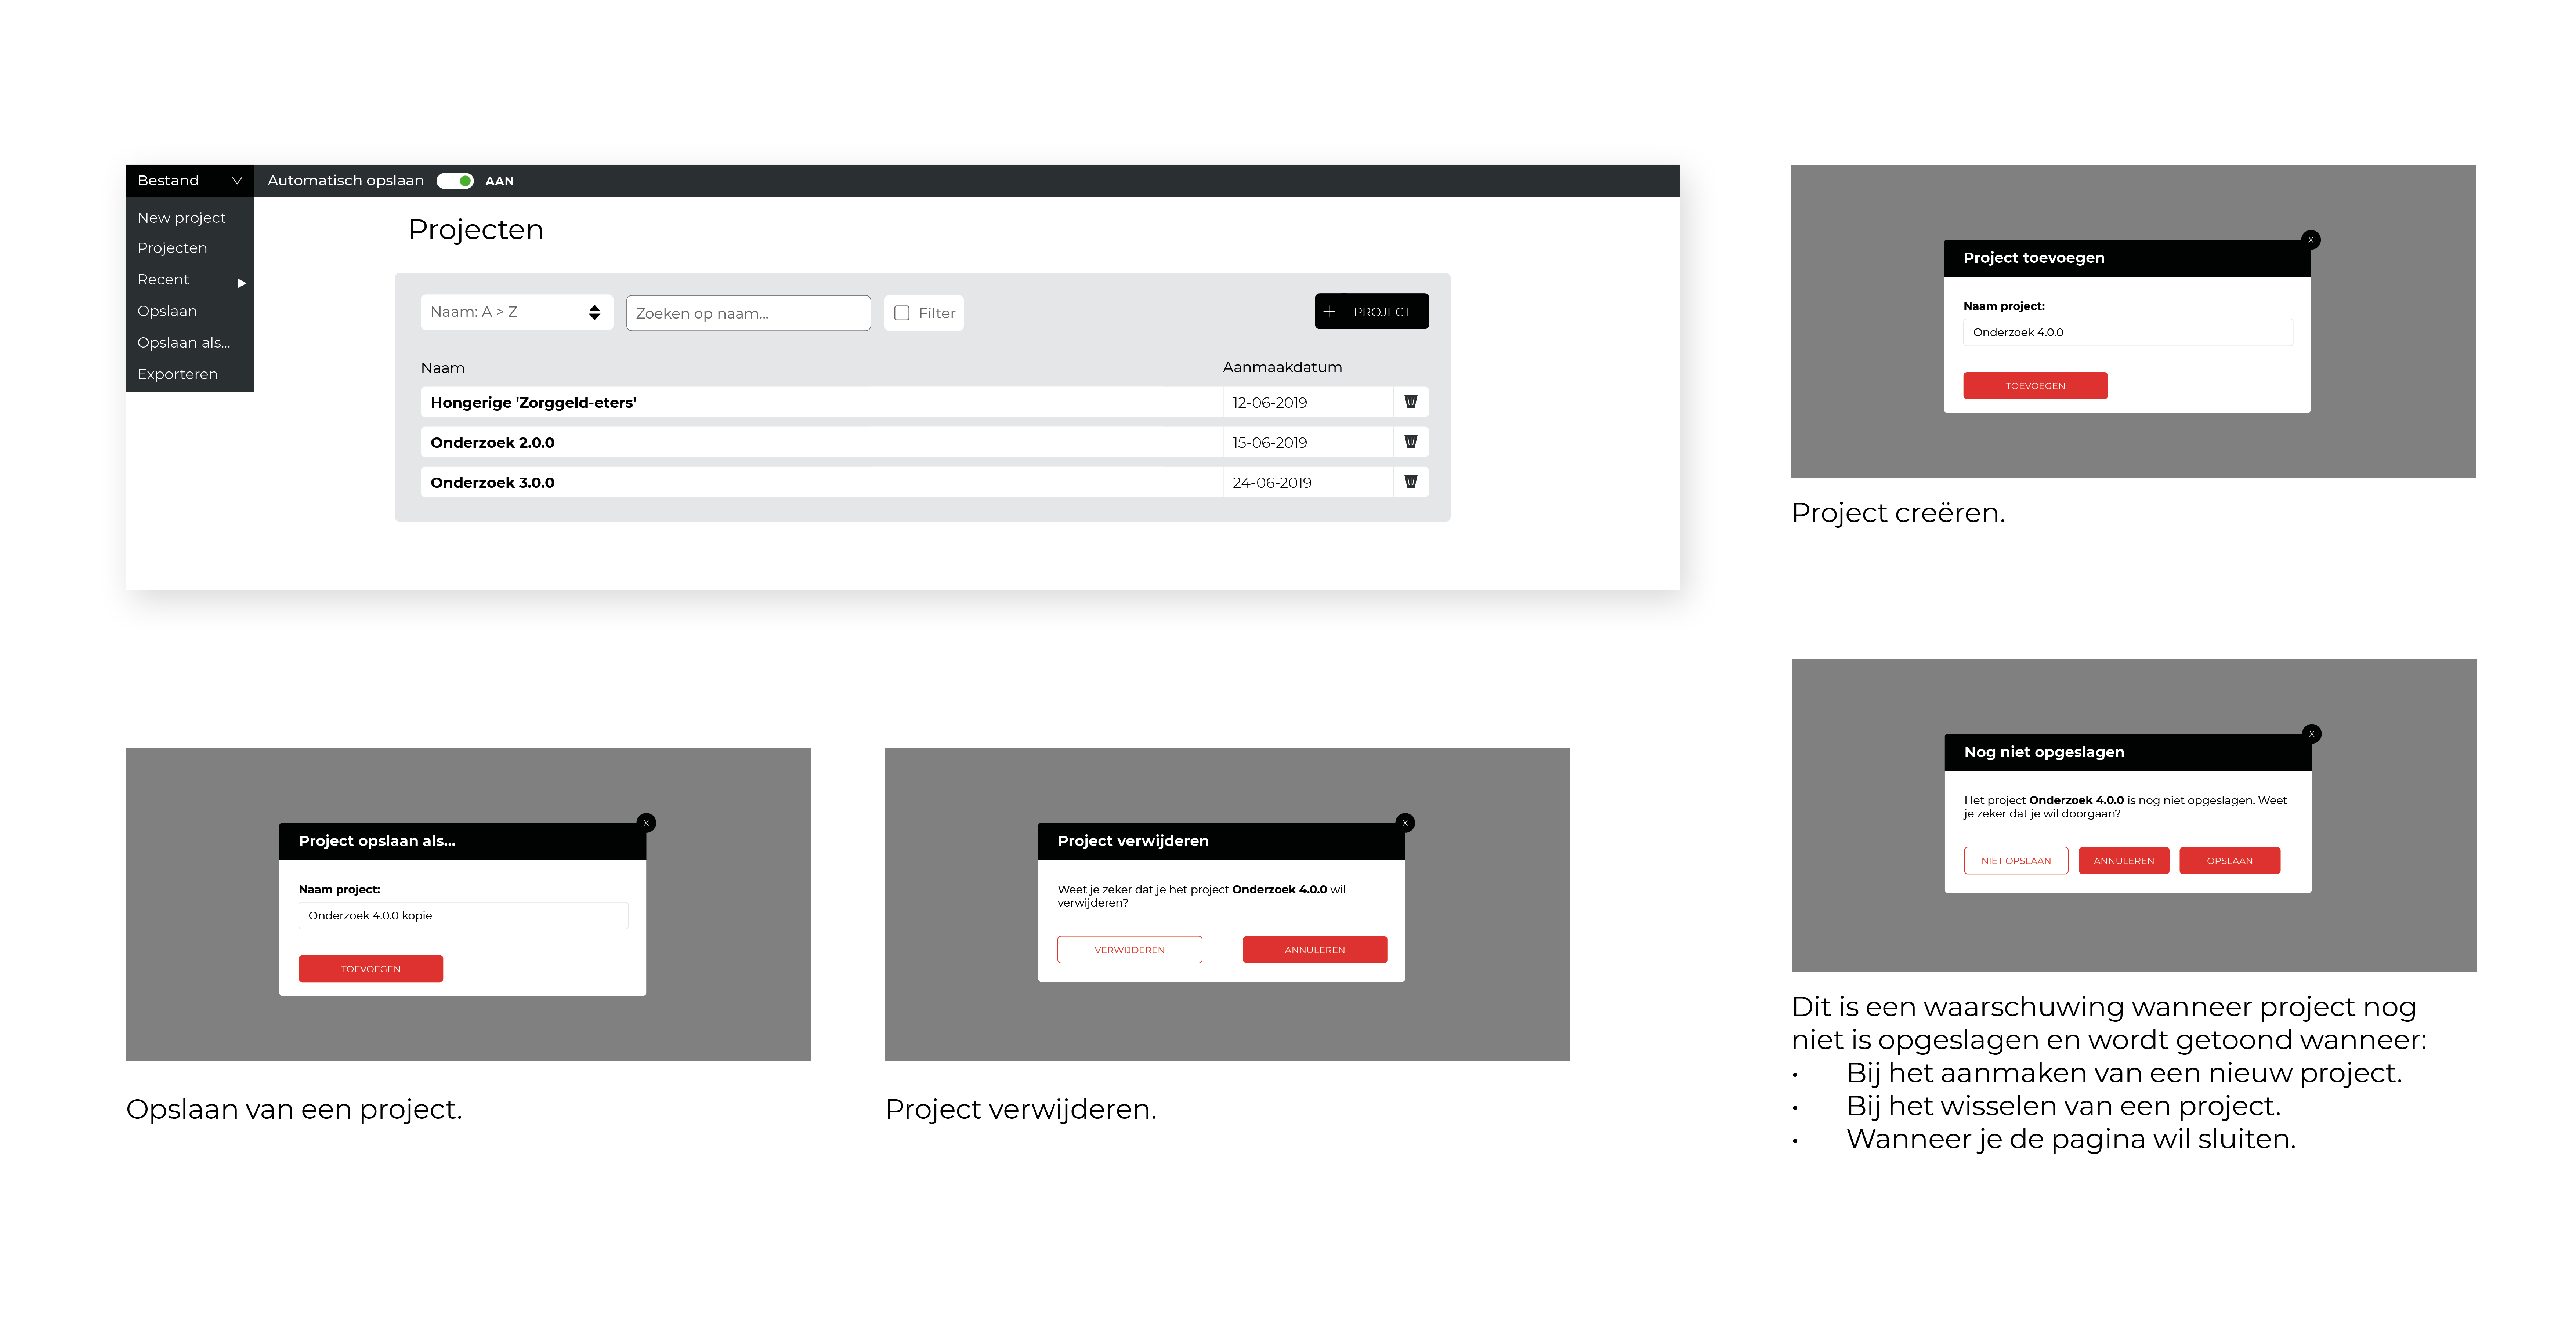 Bestand
Automatisch opslaan AAN
New project
Projecten
Recent
Opslaan
Opslaan als...
Exporteren
Projecten
Naam: A > Z
Zoeken op naam...
Filter
+ PROJECT
Naam Aanmaakdatum
Hongerige 'Zorggeld-eters' 12-06-2019
Onderzoek 2.0.0 15-06-2019
Onderzoek 3.0.0 24-06-2019
X
Project toevoegen
Naam project:
Onderzoek 4.0.0
TOEVOEGEN
Project creëren.
X
Project opslaan als...
Naam project:
Onderzoek 4.0.0 kopie
TOEVOEGEN
Opslaan van een project.
X
Project verwijderen
Weet je zeker dat je het project Onderzoek 4.0.0 wil
verwijderen?
VERWIJDEREN ANNULEREN
Project verwijderen.
X
Nog niet opgeslagen
Het project Onderzoek 4.0.0 is nog niet opgeslagen. Weet
je zeker dat je wil doorgaan?
NIET OPSLAAN ANNULEREN OPSLAAN
Dit is een waarschuwing wanneer project nog
niet is opgeslagen en wordt getoond wanneer:
• Bij het aanmaken van een nieuw project.
• Bij het wisselen van een project.
• Wanneer je de pagina wil sluiten.